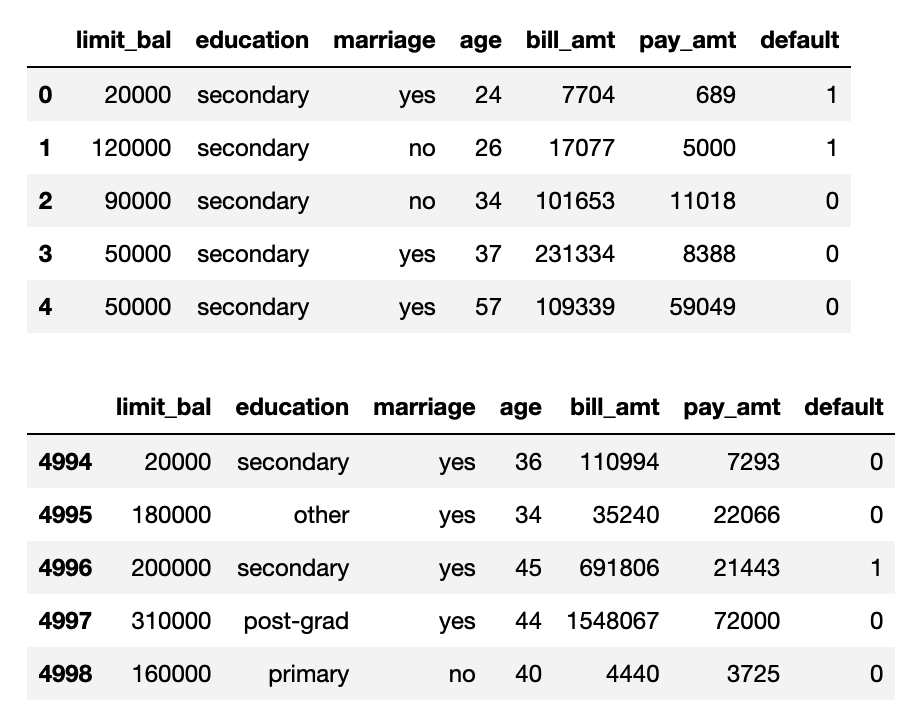 limit_bal education marriage age bill_amt pay_amt default
0 20000 secondary yes 24 7704 689 1
1 120000 secondary no 26 17077 5000 1
2 90000 secondary no 34 101653 11018 0
3 50000 secondary yes 37 231334 8388 0
4 50000 secondary yes 57 109339 59049 0
limit_bal education marriage age bill_amt pay_amt default
4994 20000 secondary yes 36 110994 7293 0
4995 180000 other yes 34 35240 22066 0
4996 200000 secondary yes 45 691806 21443 1
4997 310000 post-grad yes 44 1548067 72000 0
4998 160000 primary no 40 4440 3725 0